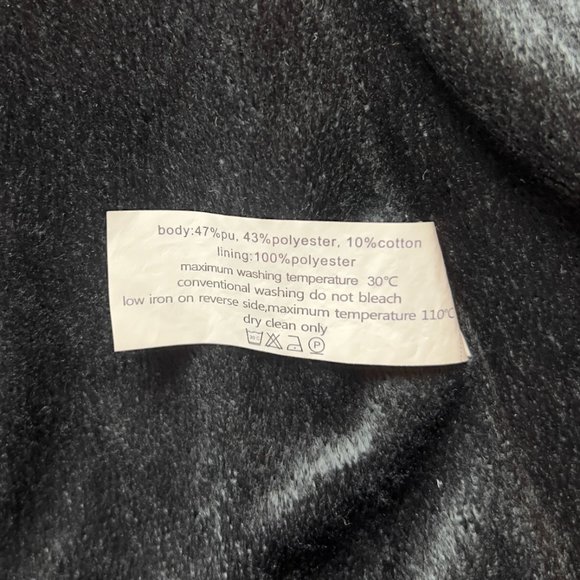 body:47%pu, 43%polyester, 10%cotton
lining:100%polyester
maximum washing temperature 30℃
conventional washing do not bleach
low iron on reverse side,maximum temperature 110℃
dry clean only
30℃ P